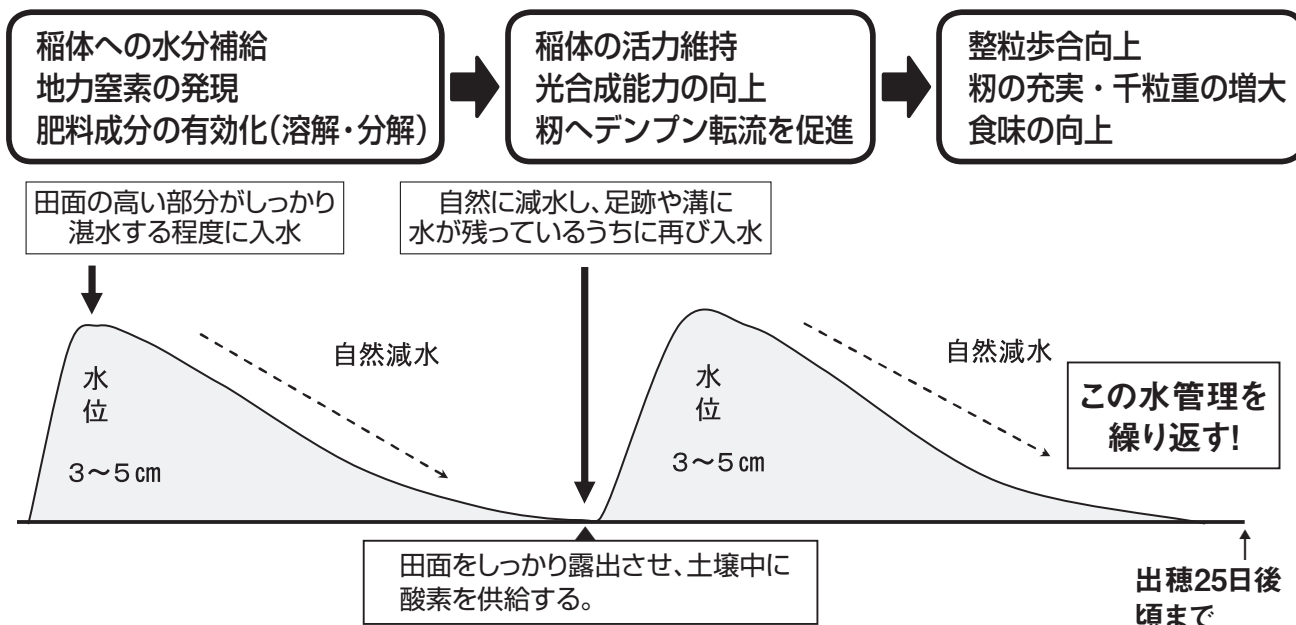 稲体への水分補給
地力窒素の発現
肥料成分の有効化(溶解・分解)
稲体の活力維持
光合成能力の向上
籾へデンプン転流を促進
整粒歩合向上
籾の充実・千粒重の増大
食味の向上
田面の高い部分がしっかり
湛水する程度に入水
自然に減水し、足跡や溝に
水が残っているうちに再び入水
水位
3〜5㎝
自然減水
水位
3〜5㎝
自然減水
この水管理を
繰り返す!
田面をしっかり露出させ、土壌中に
酸素を供給する。
出穂25日後
頃まで